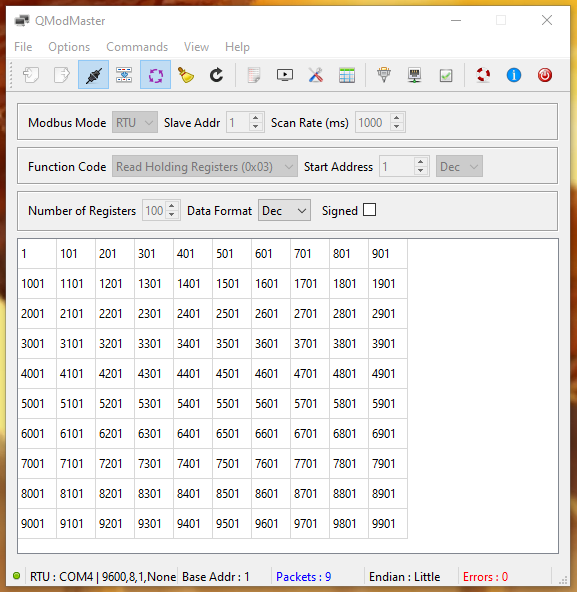 QModMaster
File Options Commands View Help
Modbus Mode RTU Slave Addr 1 Scan Rate (ms) 1000
Function Code Read Holding Registers (0x03) Start Address 1 Dec
Number of Registers 100 Data Format Dec Signed
1 101 201 301 401 501 601 701 801 901
1001 1101 1201 1301 1401 1501 1601 1701 1801 1901
2001 2101 2201 2301 2401 2501 2601 2701 2801 2901
3001 3101 3201 3301 3401 3501 3601 3701 3801 3901
4001 4101 4201 4301 4401 4501 4601 4701 4801 4901
5001 5101 5201 5301 5401 5501 5601 5701 5801 5901
6001 6101 6201 6301 6401 6501 6601 6701 6801 6901
7001 7101 7201 7301 7401 7501 7601 7701 7801 7901
8001 8101 8201 8301 8401 8501 8601 8701 8801 8901
9001 9101 9201 9301 9401 9501 9601 9701 9801 9901
RTU : COM4 | 9600,8,1,None Base Addr : 1 Packets : 9 Endian : Little Errors : 0